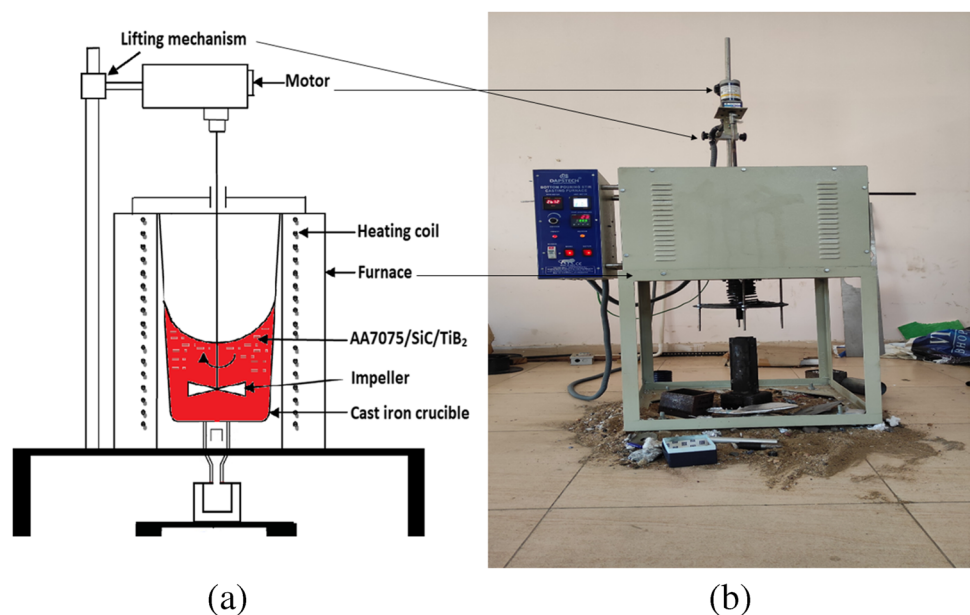 Lifting mechanism
Motor
Heating coil
Furnace
AA7075/SiC/TiB₂
Impeller
Cast iron crucible
(a)
(b)